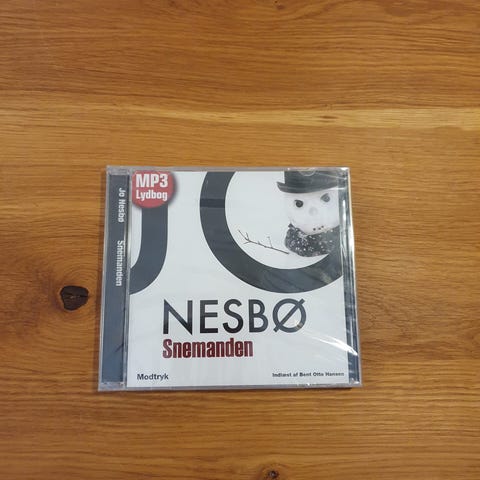 MP3
Lydbog
Jo Nesbø Snemanden
JO
NESBØ
Snemanden
Modtryk
Indlæst af Bent Otto Hansen